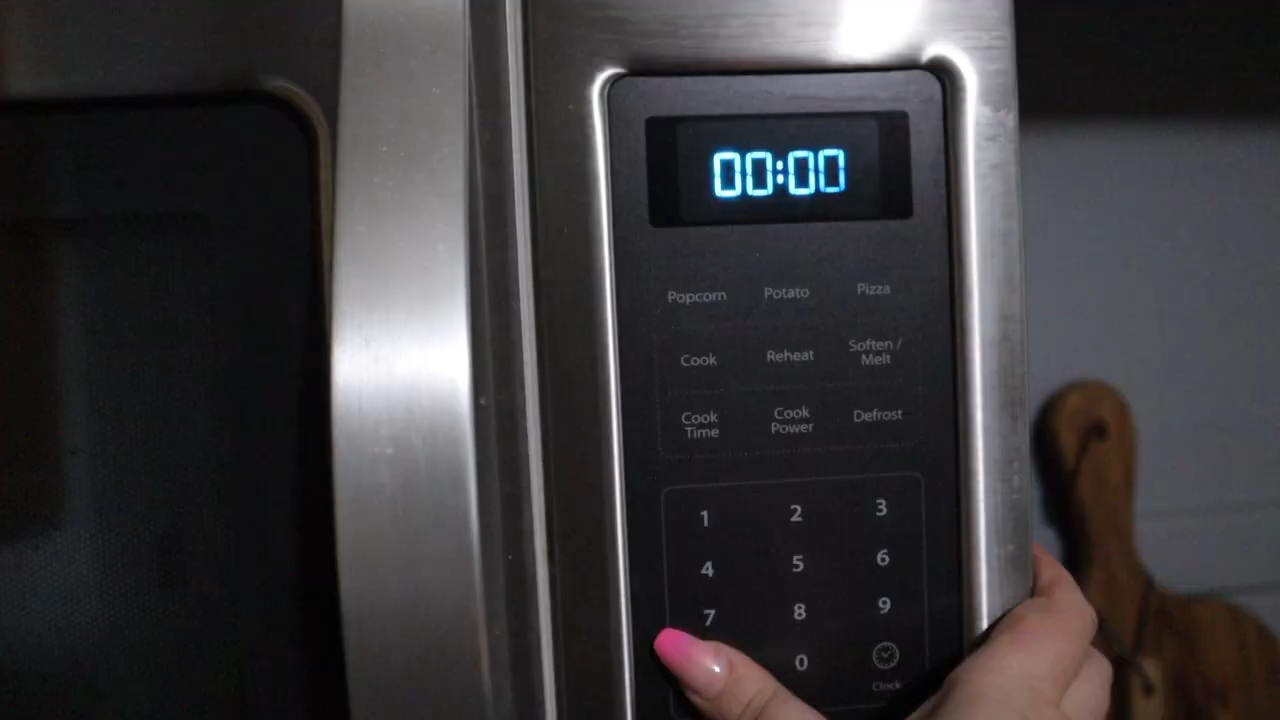 00:00
Popcorn Potato Pizza
Cook Reheat Soften / Melt
Cook Time Cook Power Defrost
1 2 3
4 5 6
7 8 9
0
Clock